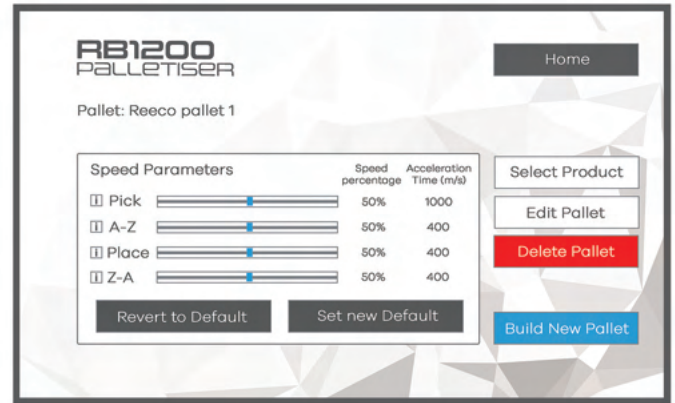 RB1200
PALLETISER
Home
Pallet: Reeco pallet 1
Speed Parameters
Speed percentage
Acceleration Time (m/s)
Pick 50% 1000
A-Z 50% 400
Place 50% 400
Z-A 50% 400
Revert to Default
Set new Default
Select Product
Edit Pallet
Delete Pallet
Build New Pallet